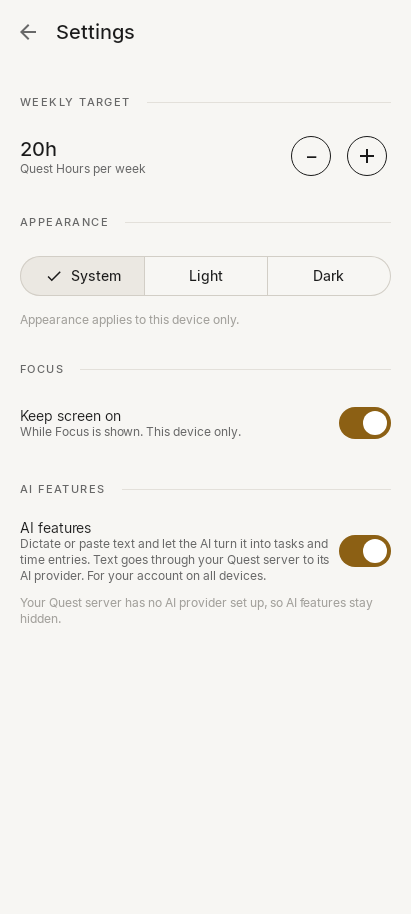 Settings
WEEKLY TARGET
20h
Quest Hours per week
APPEARANCE
System
Light
Dark
Appearance applies to this device only.
FOCUS
Keep screen on
While Focus is shown. This device only.
AI FEATURES
AI features
Dictate or paste text and let the AI turn it into tasks and
time entries. Text goes through your Quest server to its
AI provider. For your account on all devices.
Your Quest server has no AI provider set up, so AI features stay
hidden.